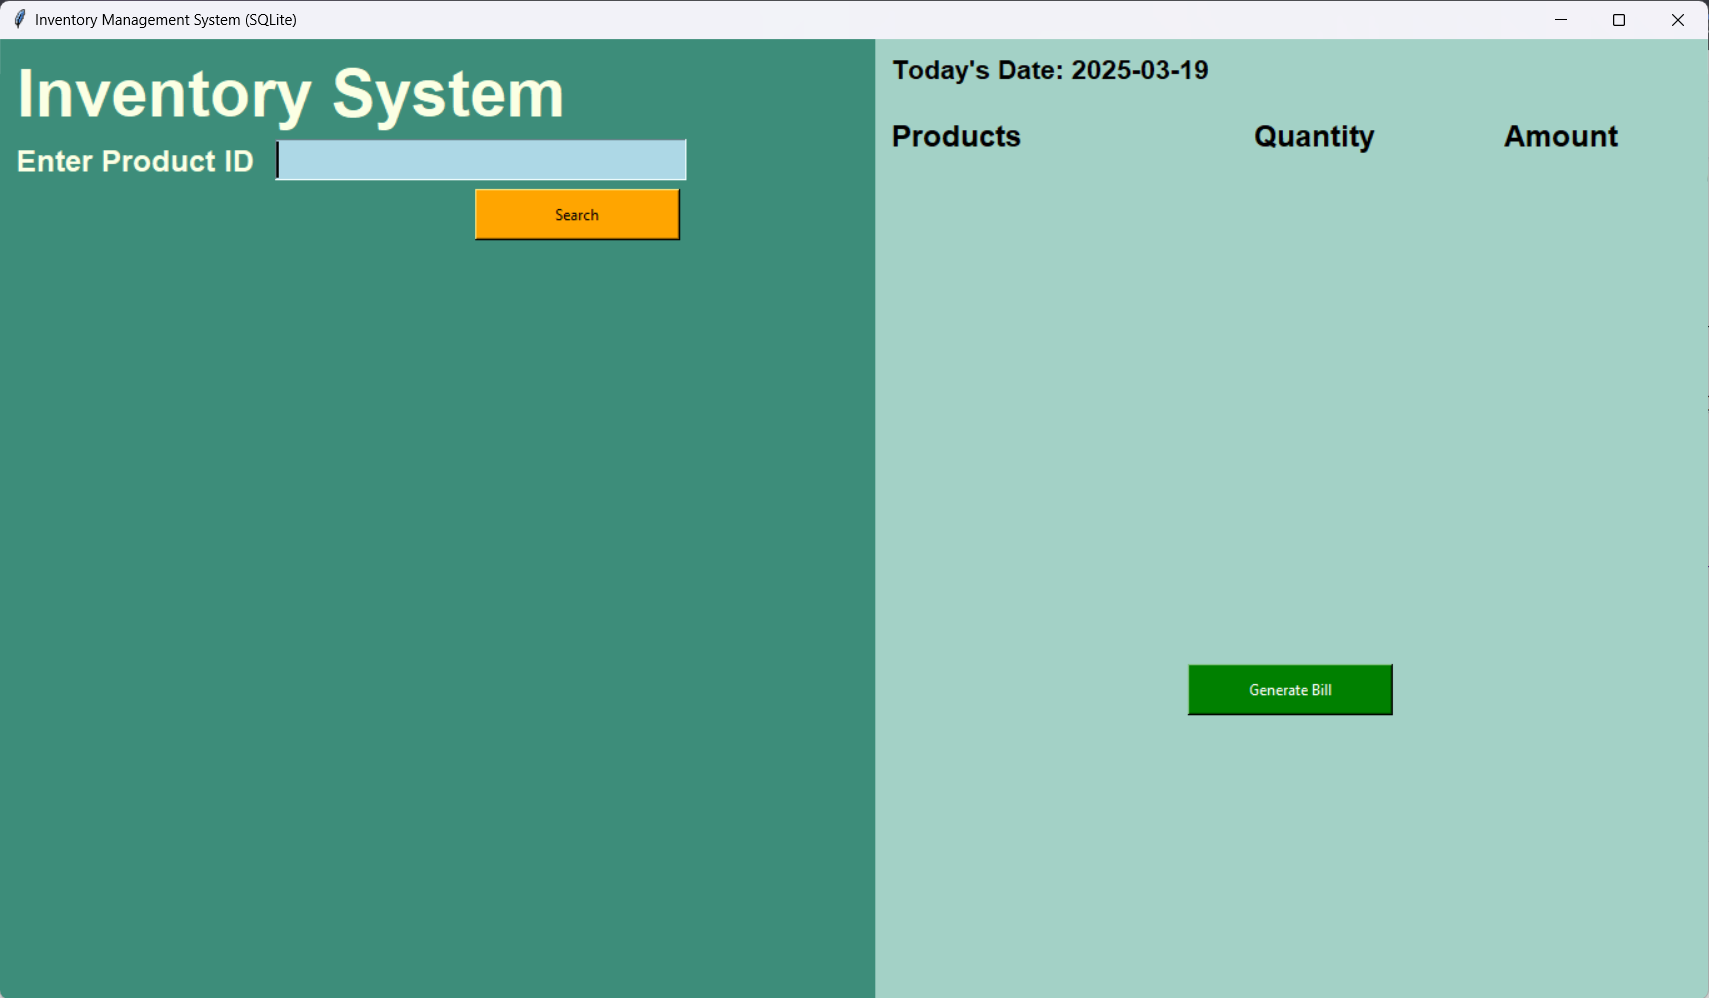 Inventory Management System (SQLite)
Inventory System
Enter Product ID
Search
Today's Date: 2025-03-19
Products Quantity Amount
Generate Bill